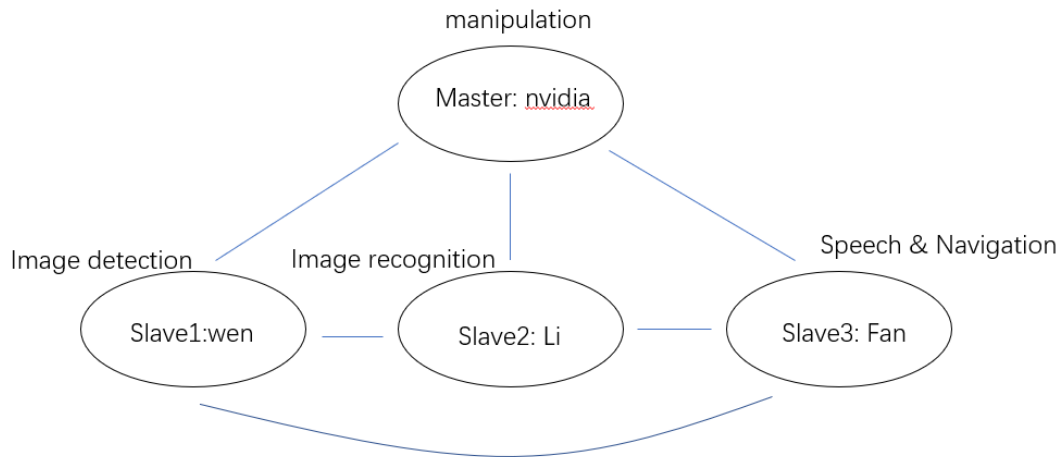 manipulation
Master: nvidia
Image detection
Image recognition
Speech & Navigation
Slave1:wen
Slave2: Li
Slave3: Fan